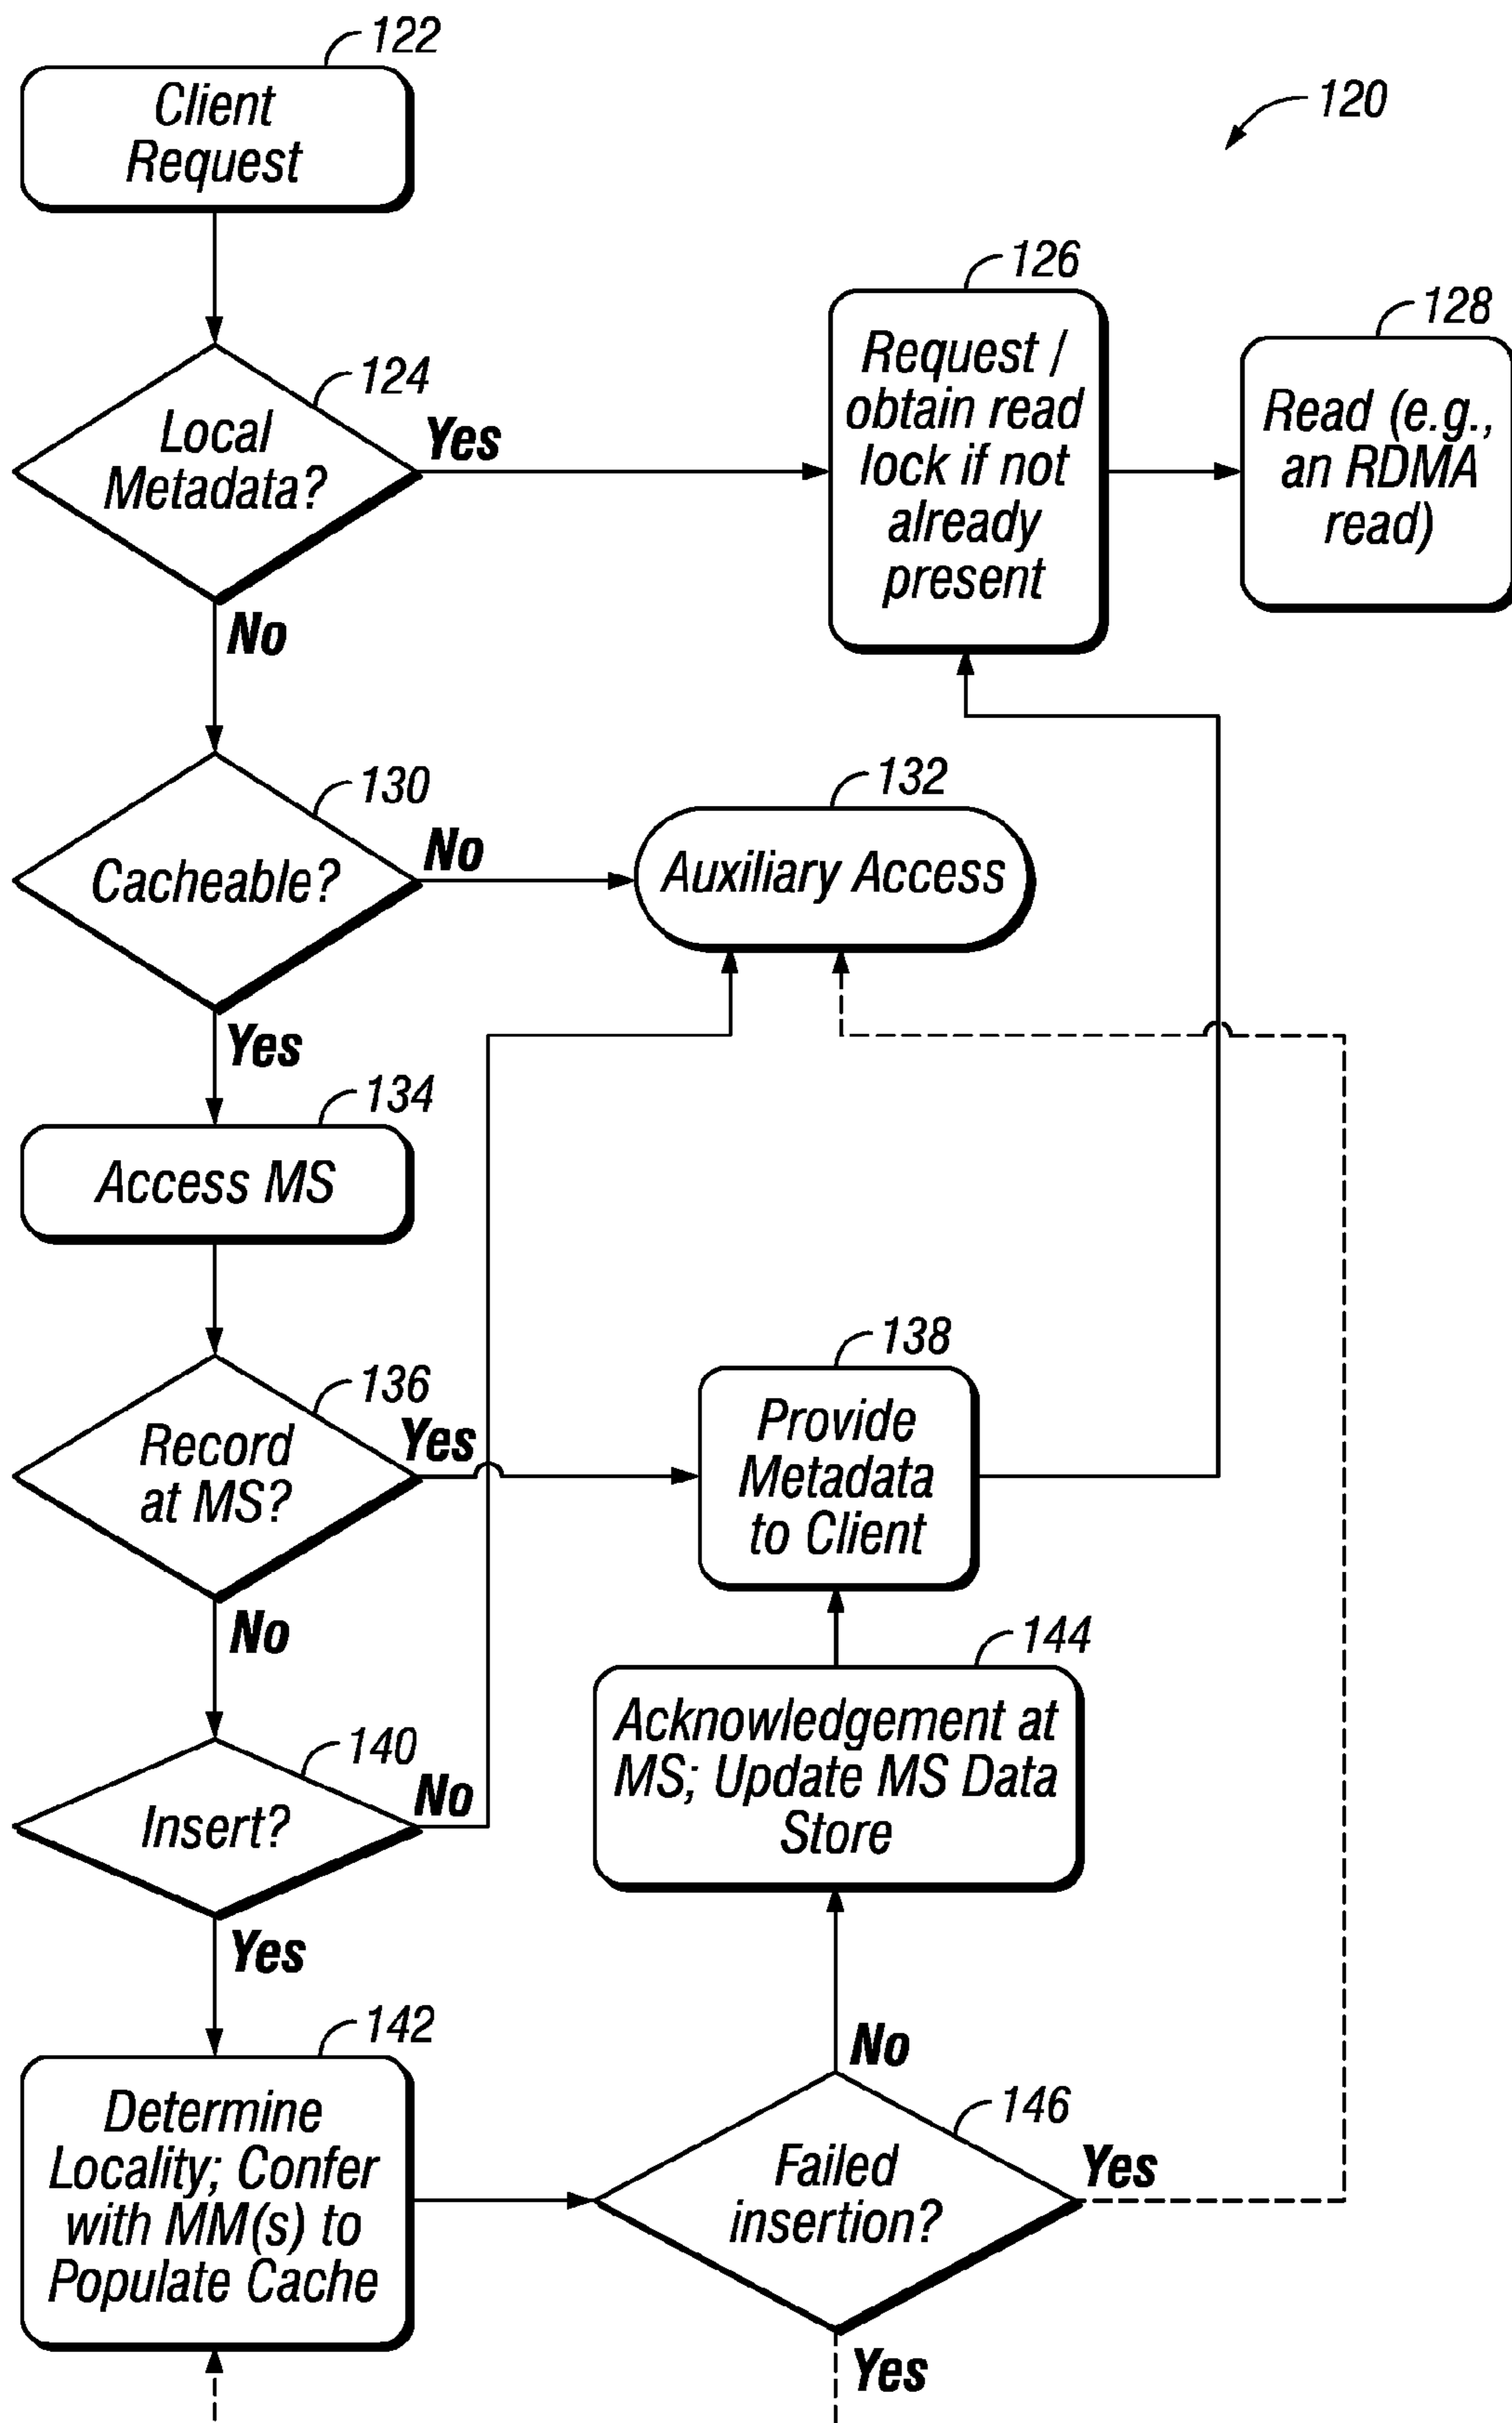 122
Client
Request
120
126
Request /
obtain read
lock if not
already
present
128
Read (e.g.,
an RDMA
read)
124
Local
Metadata?
Yes
No
130
Cacheable?
No
132
Auxiliary Access
Yes
134
Access MS
136
Record
at MS?
Yes
138
Provide
Metadata
to Client
No
140
Insert?
No
144
Acknowledgement at
MS; Update MS Data
Store
Yes
142
Determine
Locality; Confer
with MM(s) to
Populate Cache
No
146
Failed
insertion?
Yes
Yes